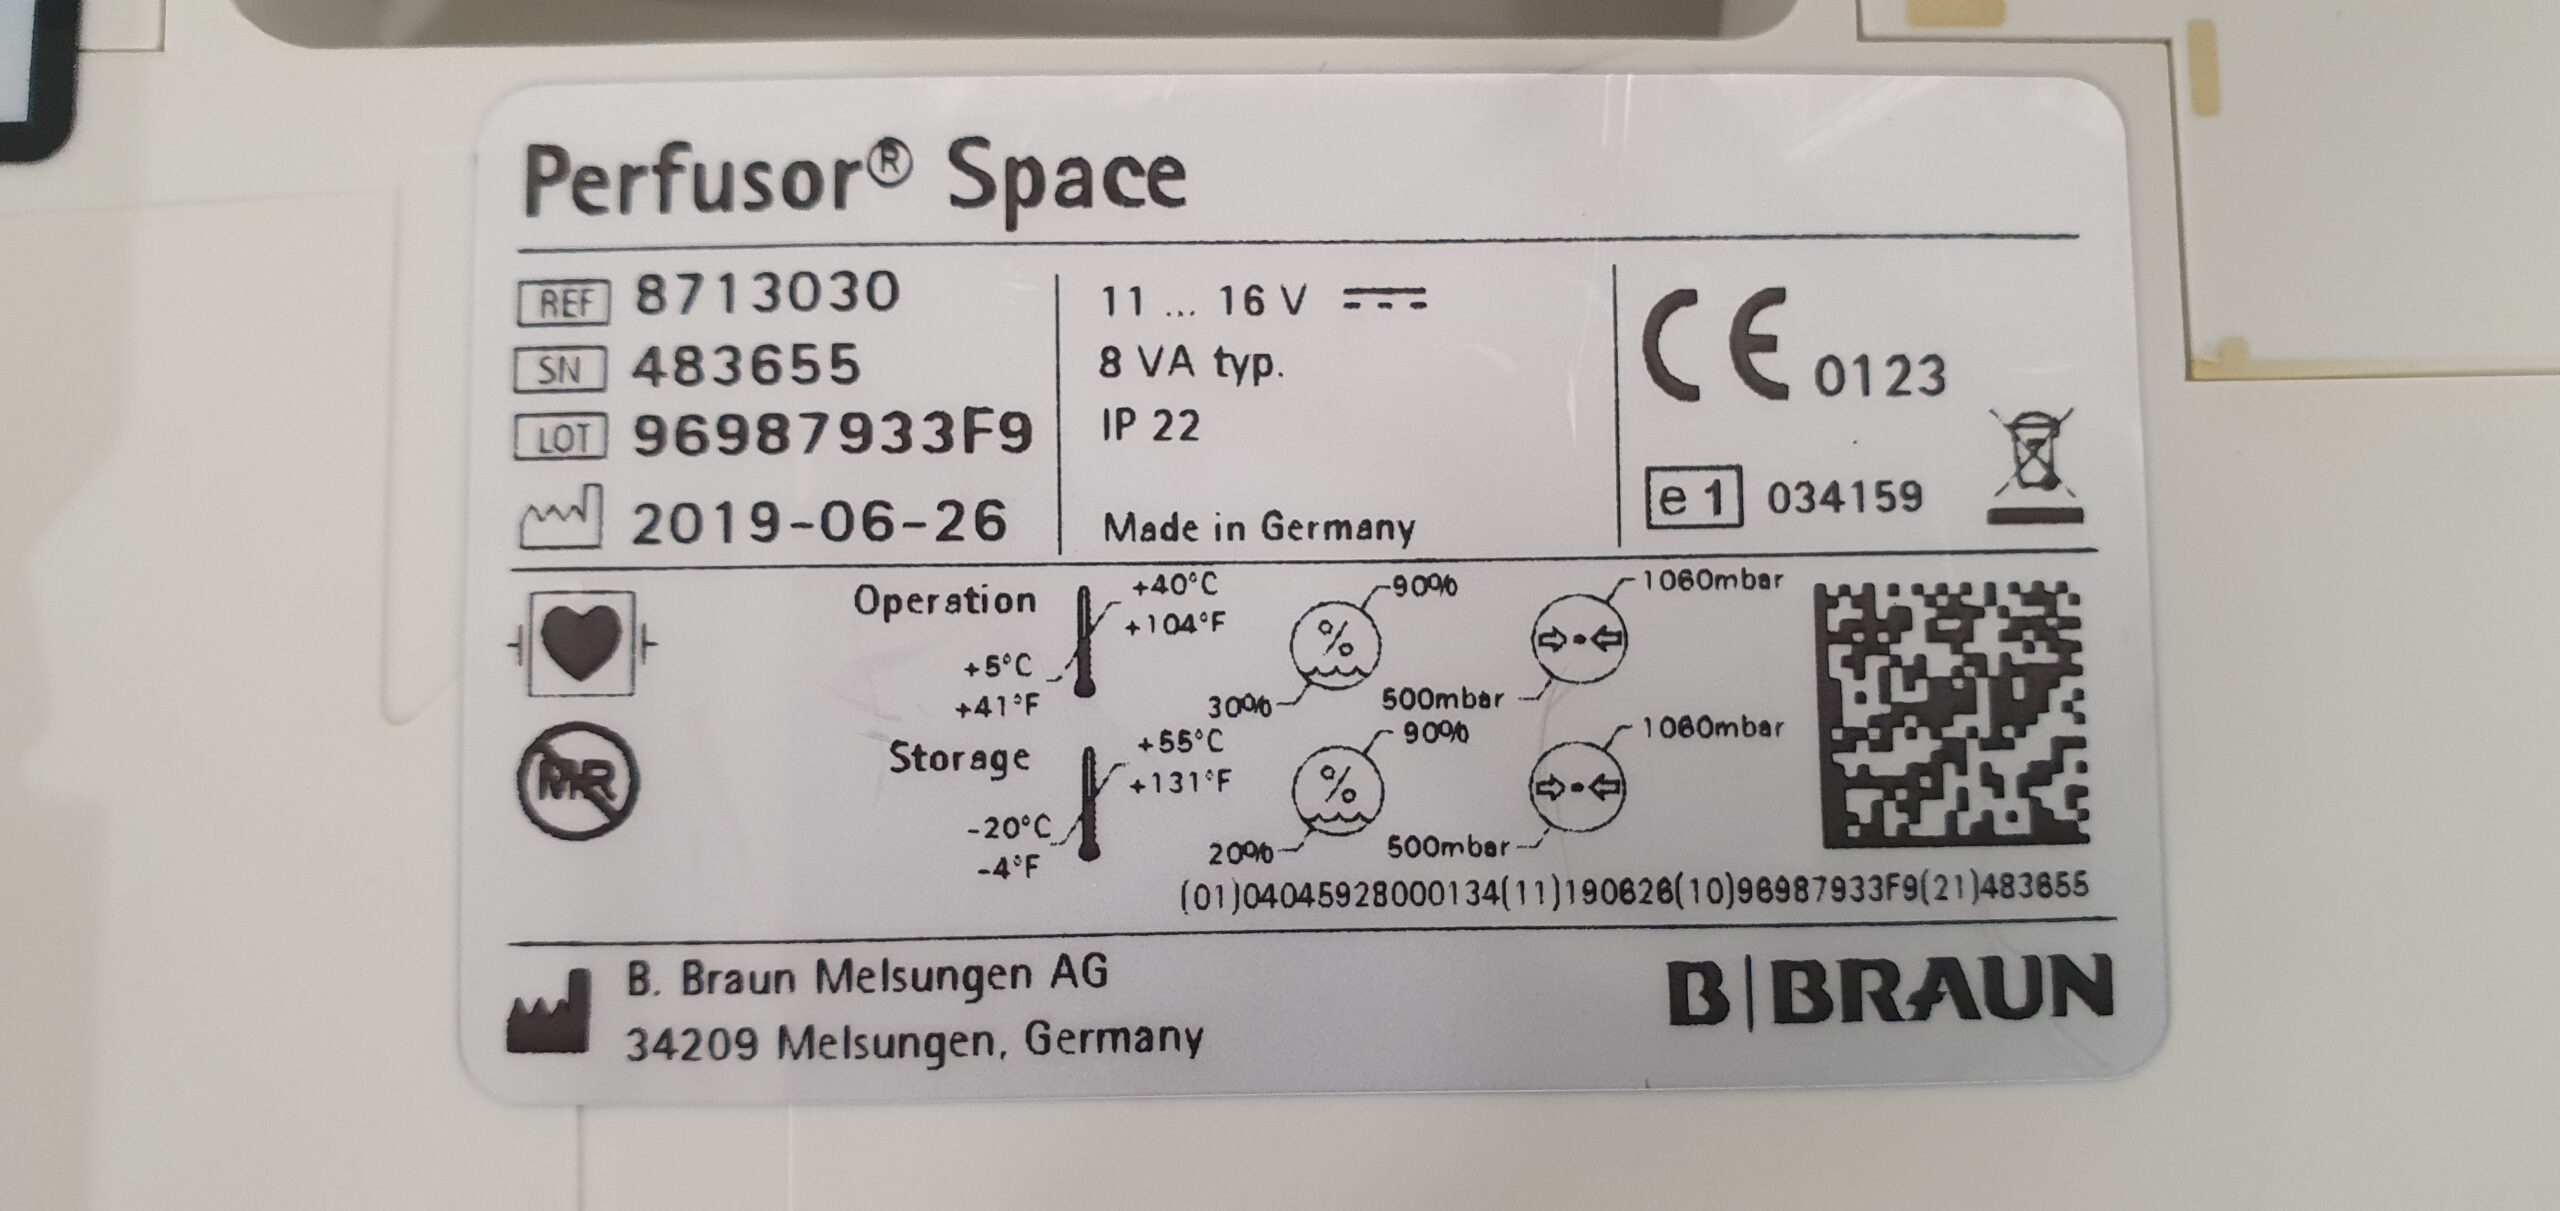 Perfusor® Space
REF 8713030
SN 483655
LOT 96987933F9
2019-06-26
11 ... 16 V
8 VA typ.
IP 22
Made in Germany
CE 0123
e1 034159
Operation
+40°C
+104°F
+5°C
+41°F
90%
30%
1060mbar
500mbar
MR
Storage
+55°C
+131°F
-20°C
-4°F
%
90%
20%
1060mbar
500mbar
(01)04045928000134(11)190626(10)96987933F9(21)483655
B. Braun Melsungen AG
34209 Melsungen, Germany
B|BRAUN